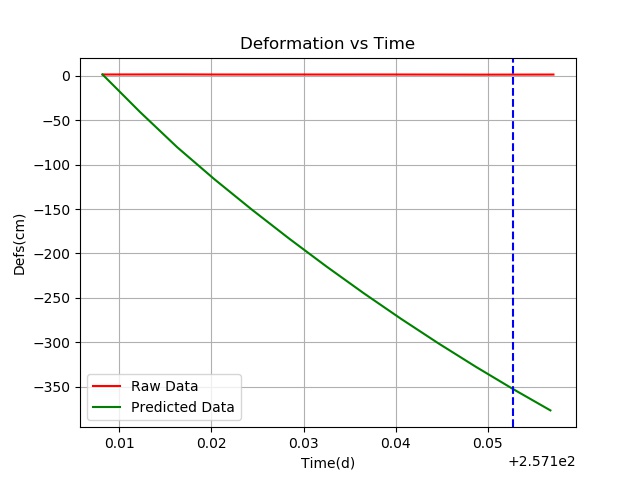 Deformation vs Time
Defs(cm)
0
−50
−100
−150
−200
−250
−300
−350
Raw Data
Predicted Data
0.01 0.02 0.03 0.04 0.05
Time(d)
+2.571e2